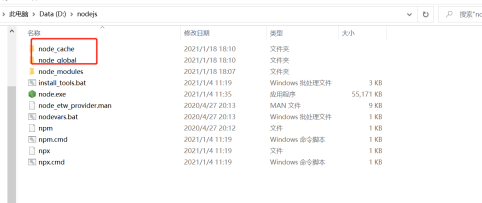 此电脑 > Data (D:) > nodejs
搜索"nc
名称 修改日期 类型 大小
node_cache 2021/1/18 18:10 文件夹
node_global 2021/1/18 18:10 文件夹
node_modules 2021/1/18 18:07 文件夹
install_tools.bat 2021/1/4 11:19 Windows 批处理文件 3 KB
node.exe 2021/1/4 11:35 应用程序 55,171 KB
node_etw_provider.man 2020/4/27 20:13 MAN 文件 9 KB
nodevars.bat 2020/4/27 20:13 Windows 批处理文件 1 KB
npm 2020/4/27 20:12 文件 1 KB
npm.cmd 2021/1/4 11:19 Windows 命令脚本 1 KB
npx 2021/1/4 11:19 文件 1 KB
npx.cmd 2021/1/4 11:19 Windows 命令脚本 1 KB